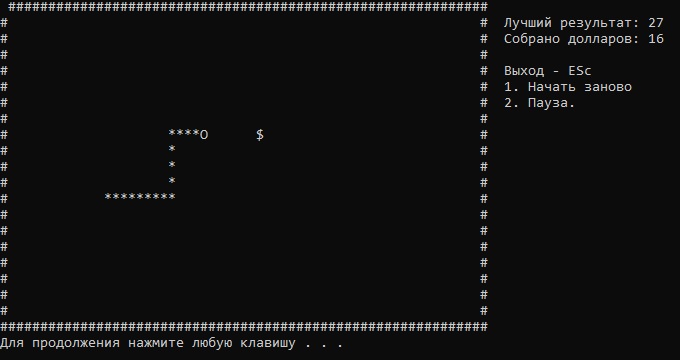 ############################################################
# # Лучший результат: 27
# # Собрано долларов: 16
# #
# # Выход - ESc
# # 1. Начать заново
# # 2. Пауза.
# #
# ****O $ #
# * #
# * #
# * #
# ********* #
# #
# #
# #
# #
# #
# #
# #
#############################################################
Для продолжения нажмите любую клавишу . . .